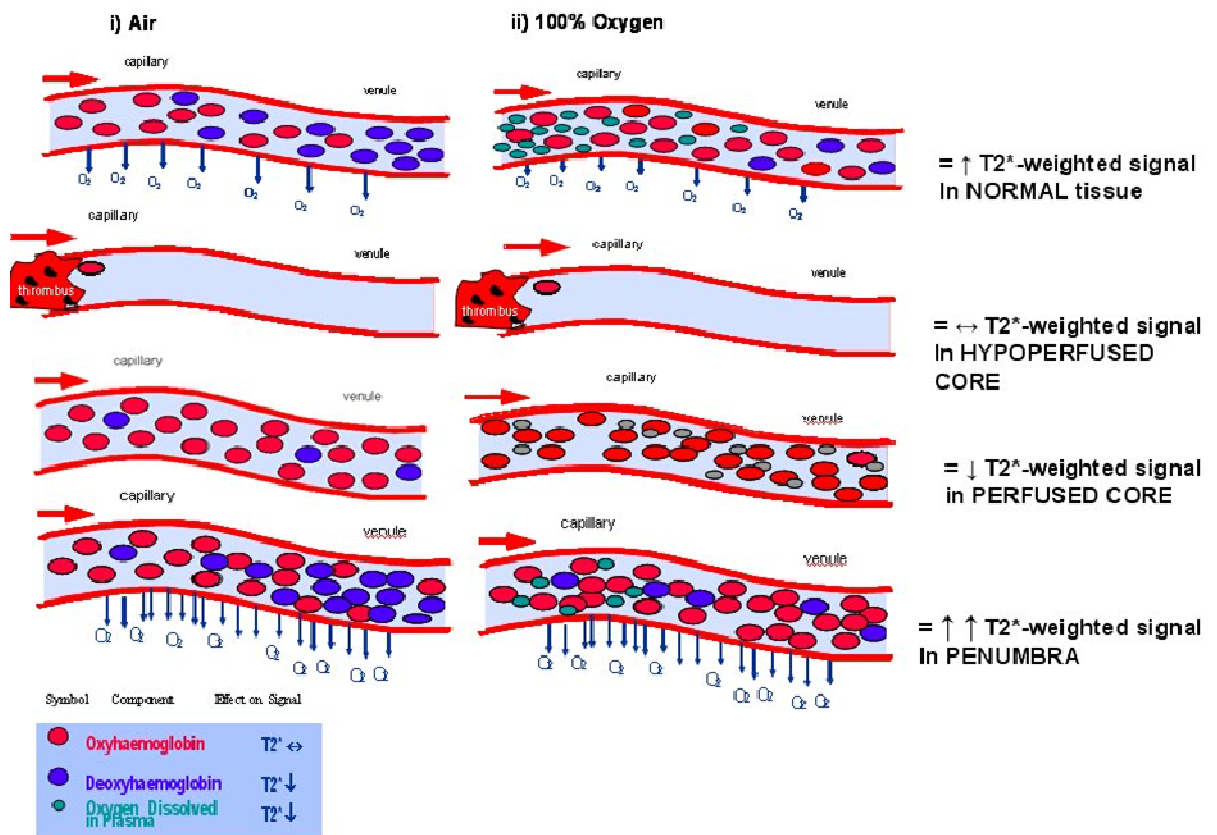 i) Air
ii) 100% Oxygen
capillary
venule
capillary
venule
O₂ O₂ O₂ O₂ O₂ O₂ O₂
O₂ O₂ O₂ O₂ O₂ O₂ O₂
= ↑ T2*-weighted signal
In NORMAL tissue
capillary
venule
thrombus
capillary
venule
thrombus
= ↔ T2*-weighted signal
In HYPOPERFUSED
CORE
capillary
venule
capillary
venule
= ↓ T2*-weighted signal
in PERFUSED CORE
capillary
venule
capillary
venule
O₂ O₂ O₂ O₂ O₂ O₂ O₂ O₂ O₂
O₂ O₂ O₂ O₂ O₂ O₂ O₂ O₂ O₂
= ↑ ↑ T2*-weighted signal
In PENUMBRA
Symbol Component Effect on Signal
Oxyhaemoglobin T2* ↔
Deoxyhaemoglobin T2* ↓
Oxygen Dissolved
in Plasma T2* ↓